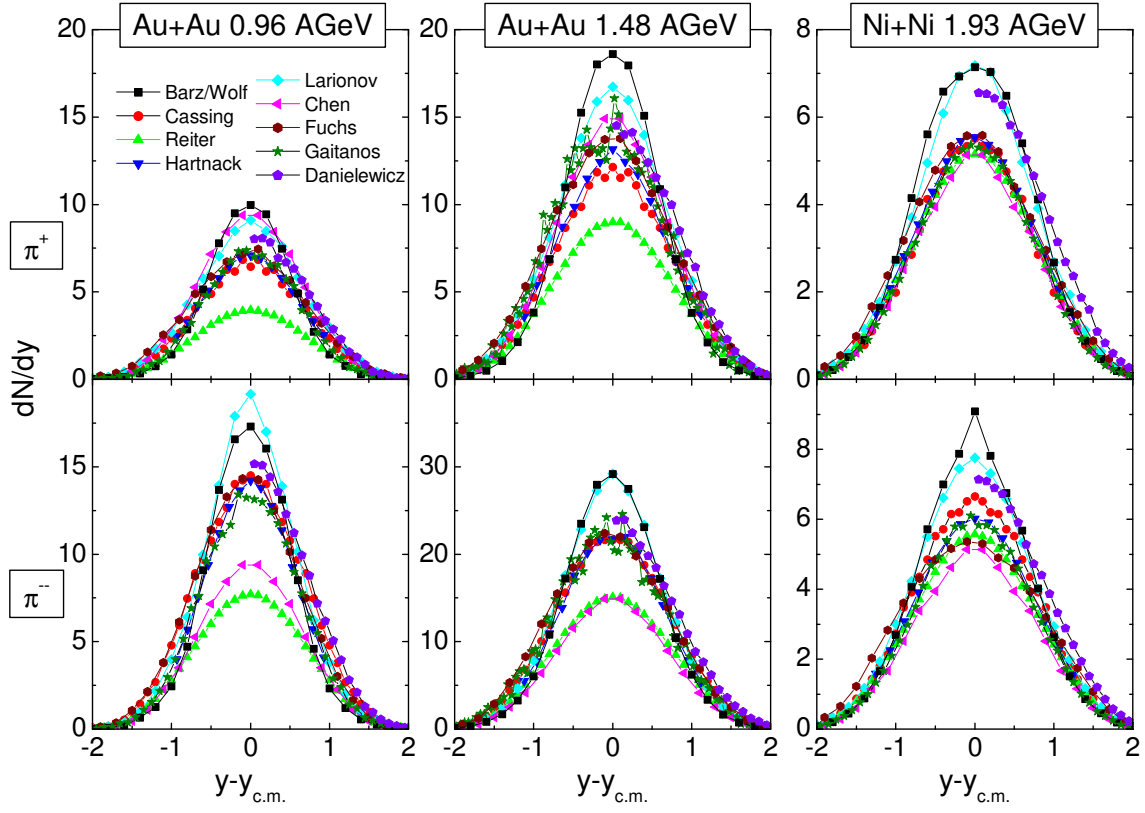 Au+Au 0.96 AGeV
Au+Au 1.48 AGeV
Ni+Ni 1.93 AGeV
20
15
10
5
0
Barz/Wolf
Cassing
Reiter
Hartnack
Larionov
Chen
Fuchs
Gaitanos
Danielewicz
20
15
10
5
0
8
6
4
2
0
π+
dN/dy
15
10
5
0
30
20
10
0
8
6
4
2
0
π--
-2 -1 0 1 2
-2 -1 0 1 2
-2 -1 0 1 2
y-yc.m.
y-yc.m.
y-yc.m.